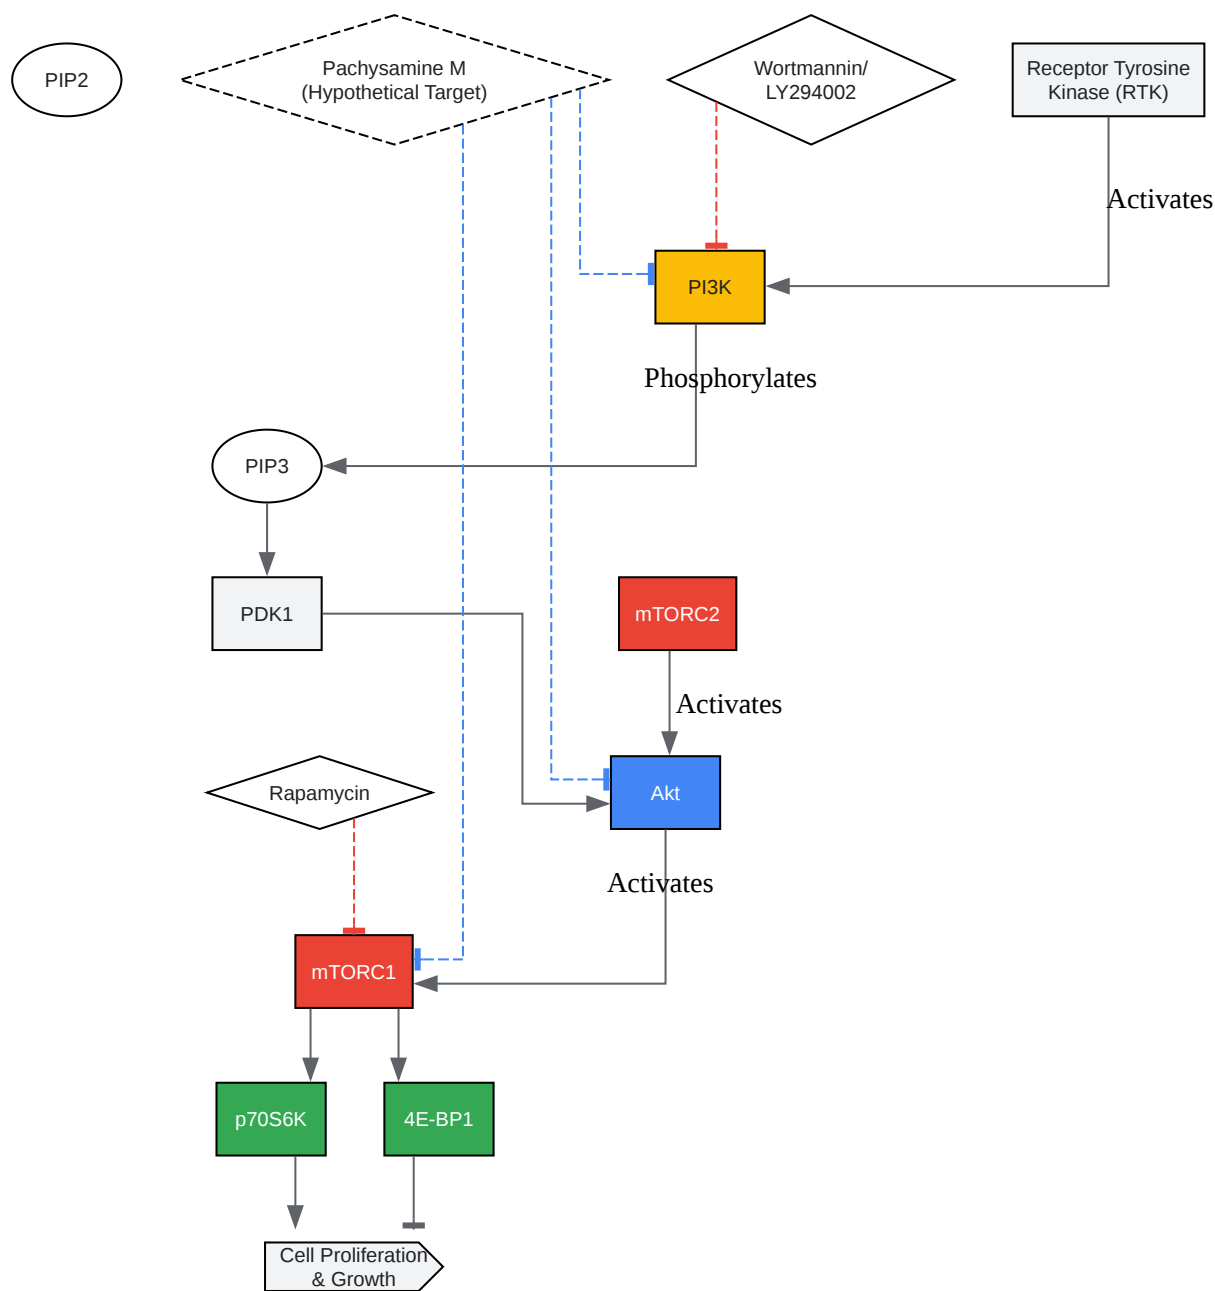 PIP2
Pachysamine M
(Hypothetical Target)
Wortmannin/
LY294002
Receptor Tyrosine
Kinase (RTK)
Activates
PI3K
Phosphorylates
PIP3
PDK1
mTORC2
Activates
Rapamycin
Akt
Activates
mTORC1
p70S6K
4E-BP1
Cell Proliferation
& Growth